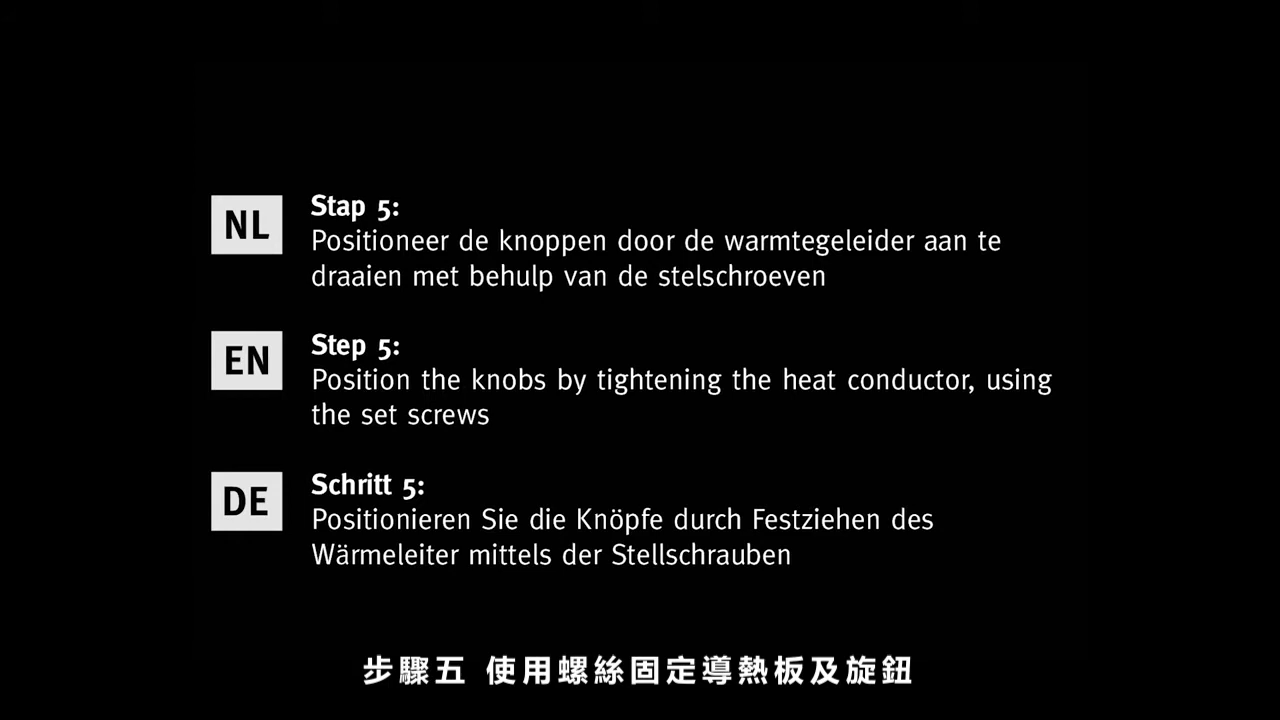 NL
Stap 5:
Positioneer de knoppen door de warmtegeleider aan te
draaien met behulp van de stelschroeven
EN
Step 5:
Position the knobs by tightening the heat conductor, using
the set screws
DE
Schritt 5:
Positionieren Sie die Knöpfe durch Festziehen des
Wärmeleiter mittels der Stellschrauben
步驟五 使用螺絲固定導熱板及旋鈕